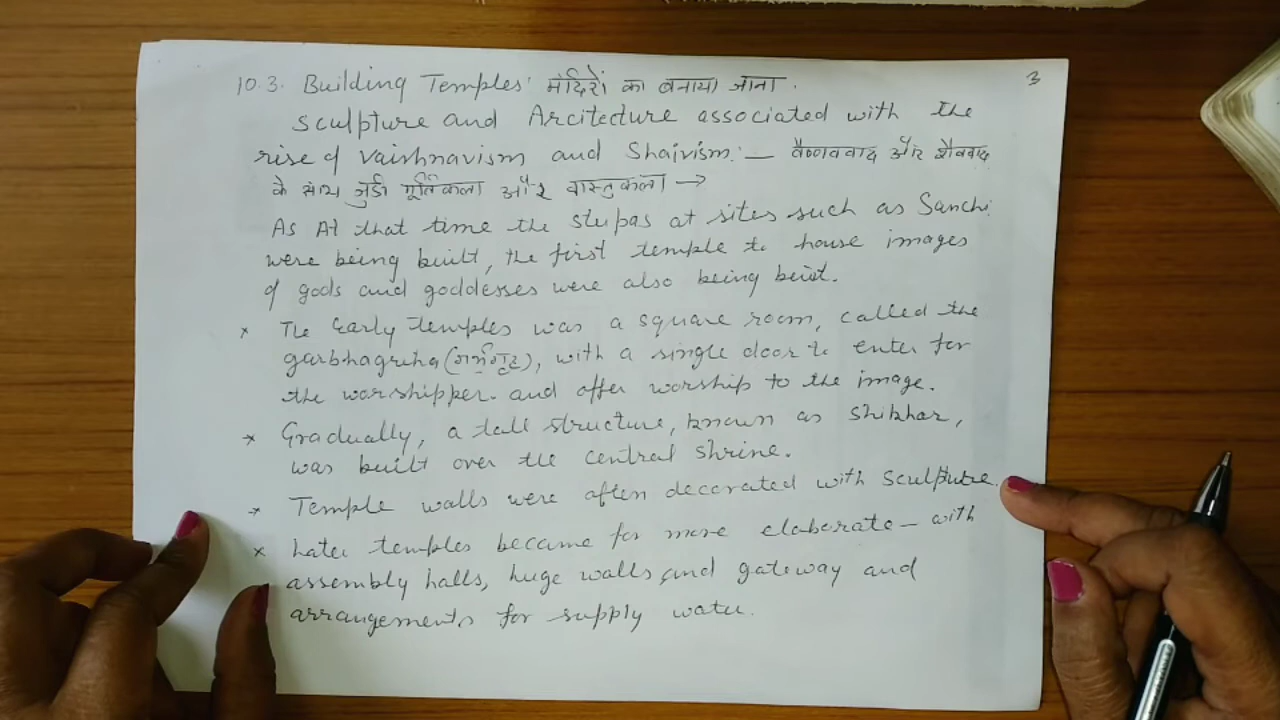 3
10.3. Building Temples' मंदिरों का बनाया जाना.
Sculpture and Arcitecture associated with the
rise of Vaishnavism and Shaivism:— वैष्णववाद और शैववाद
के साथ जुडी मूर्तिकला और वास्तुकला →
As At that time the stupas at sites such as Sanchi
were being built, the first temple to house images
of gods and goddesses were also being beist.
* The Early temples was a square room, called the
garbhagriha (गर्भगृह), with a single door to enter for
the worshipper. and offer worship to the image.
* Gradually, a tall structure, known as Shikhar,
was built over the central shrine.
* Temple walls were often decorated with sculpture.
* Later temples became far more elaborate — with
assembly halls, huge walls and gateway and
arrangements for supply water.